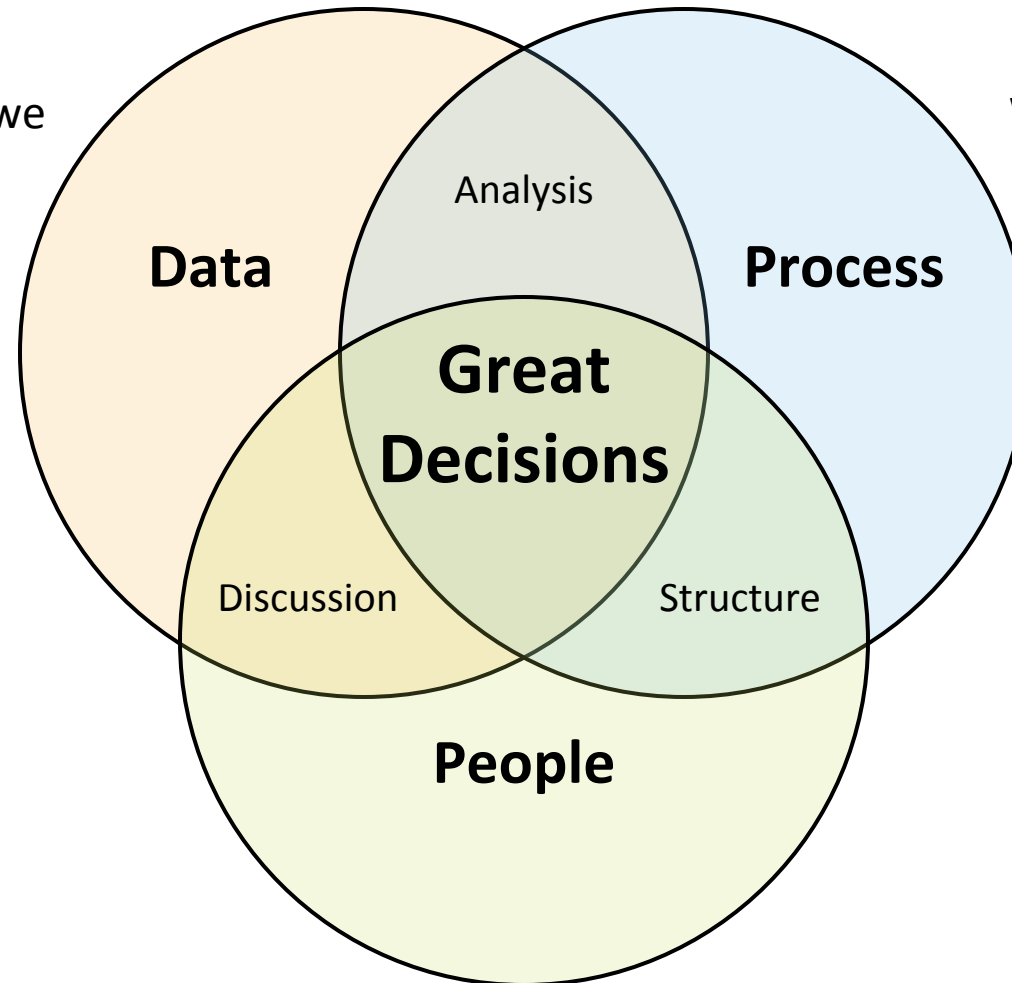 we
Analysis
Data
Process
Great
Decisions
Discussion
Structure
People